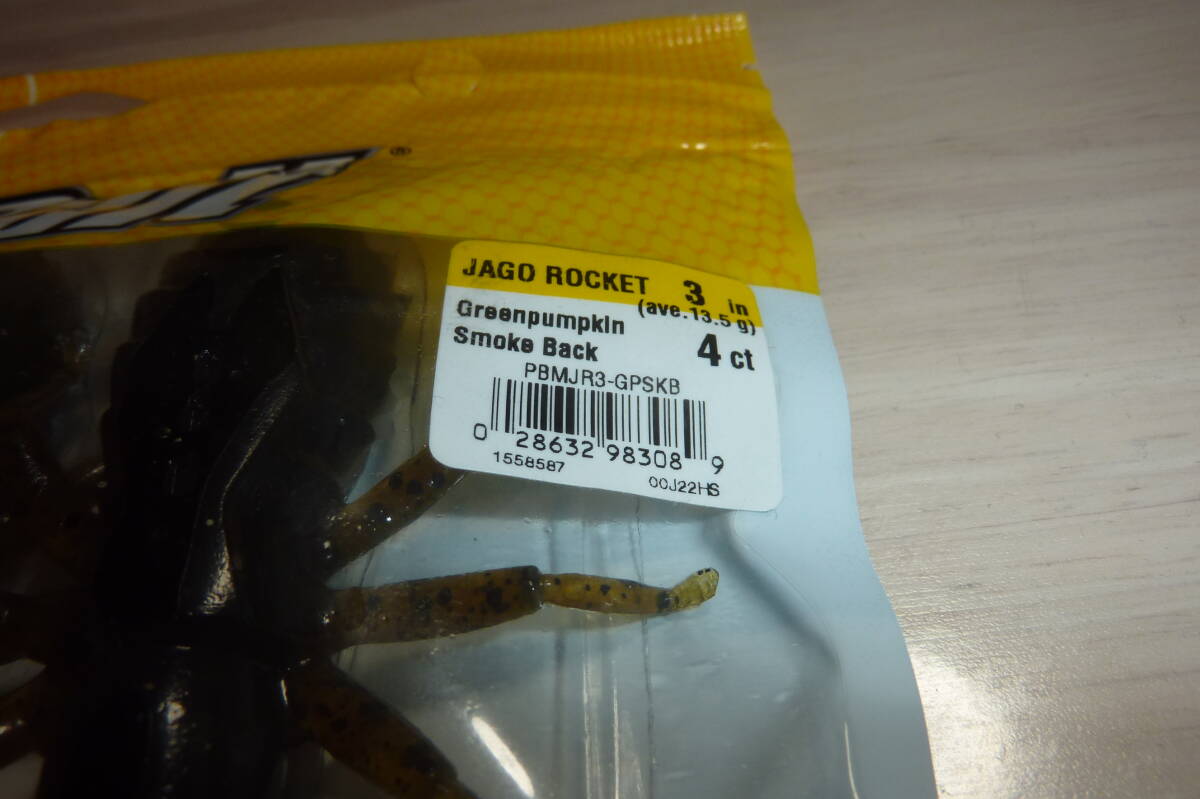 ®
JAGO ROCKET 3 in
(ave.13.5 g)
Greenpumpkin
Smoke Back 4 ct
PBMJR3-GPSKB
0 28632 98308 9
1558587 00J22HS